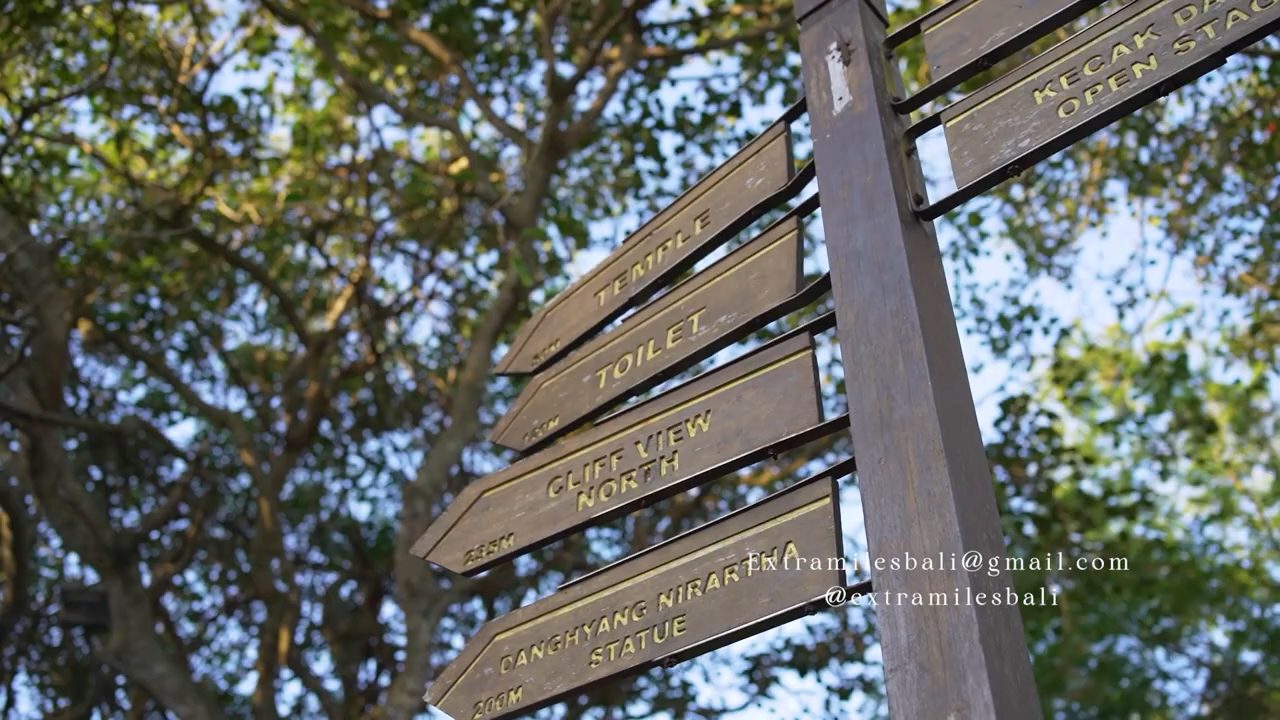 KECAK DA
OPEN STAG
TEMPLE
TOILET
CLIFF VIEW
NORTH
235M
DANGHYANG NIRARTHA
STATUE
200M
Extramilesbali@gmail.com
@extramilesbali